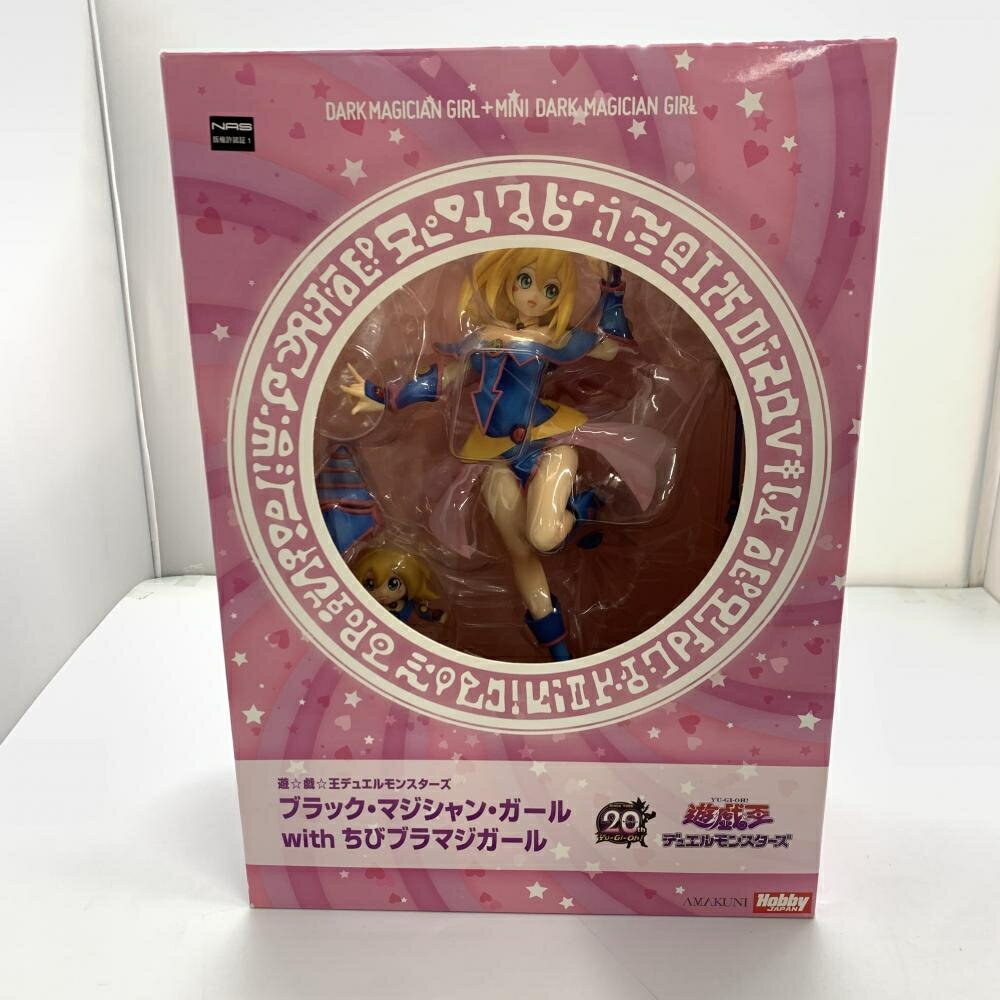 DARK MAGICIAN GIRL + MINI DARK MAGICIAN GIRL
NAS
版権許諾証 1
遊☆戯☆王デュエルモンスターズ
ブラック・マジシャン・ガール
with ちびブラマジガール
20th
Yu-Gi-Oh!
YU-GI-OH!
遊戯王
デュエルモンスターズ
AMAKUNI
Hobby
JAPAN